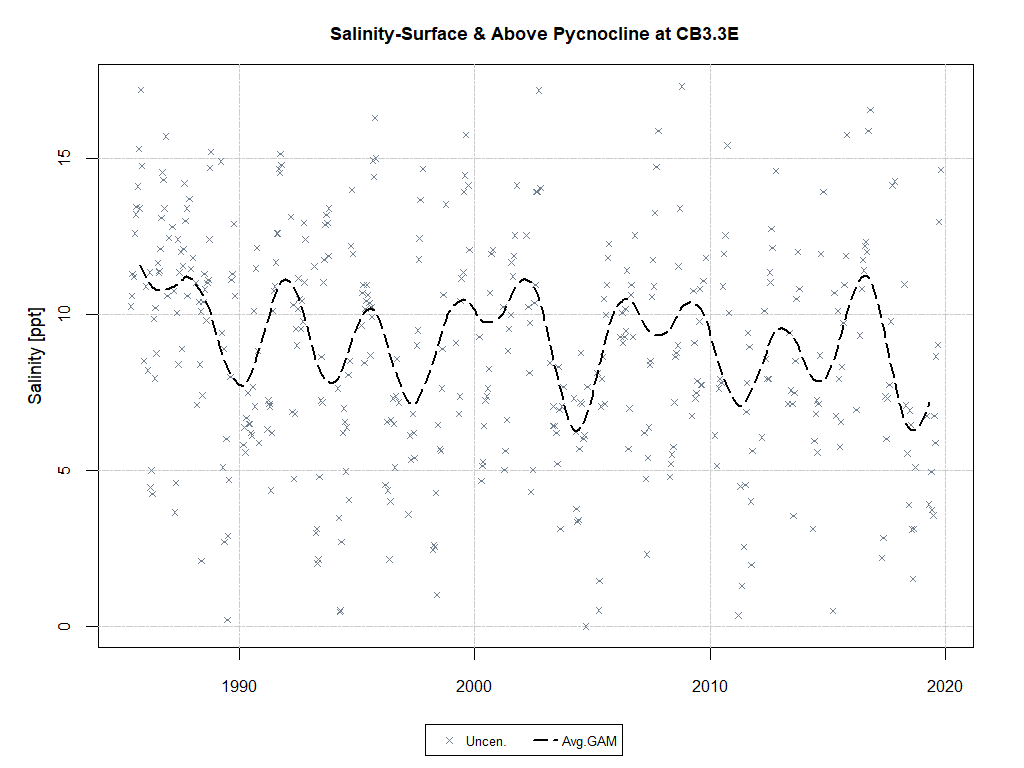 Salinity-Surface & Above Pycnocline at CB3.3E
Salinity [ppt]
15
10
5
0
1990 2000 2010 2020
Uncen. Avg.GAM